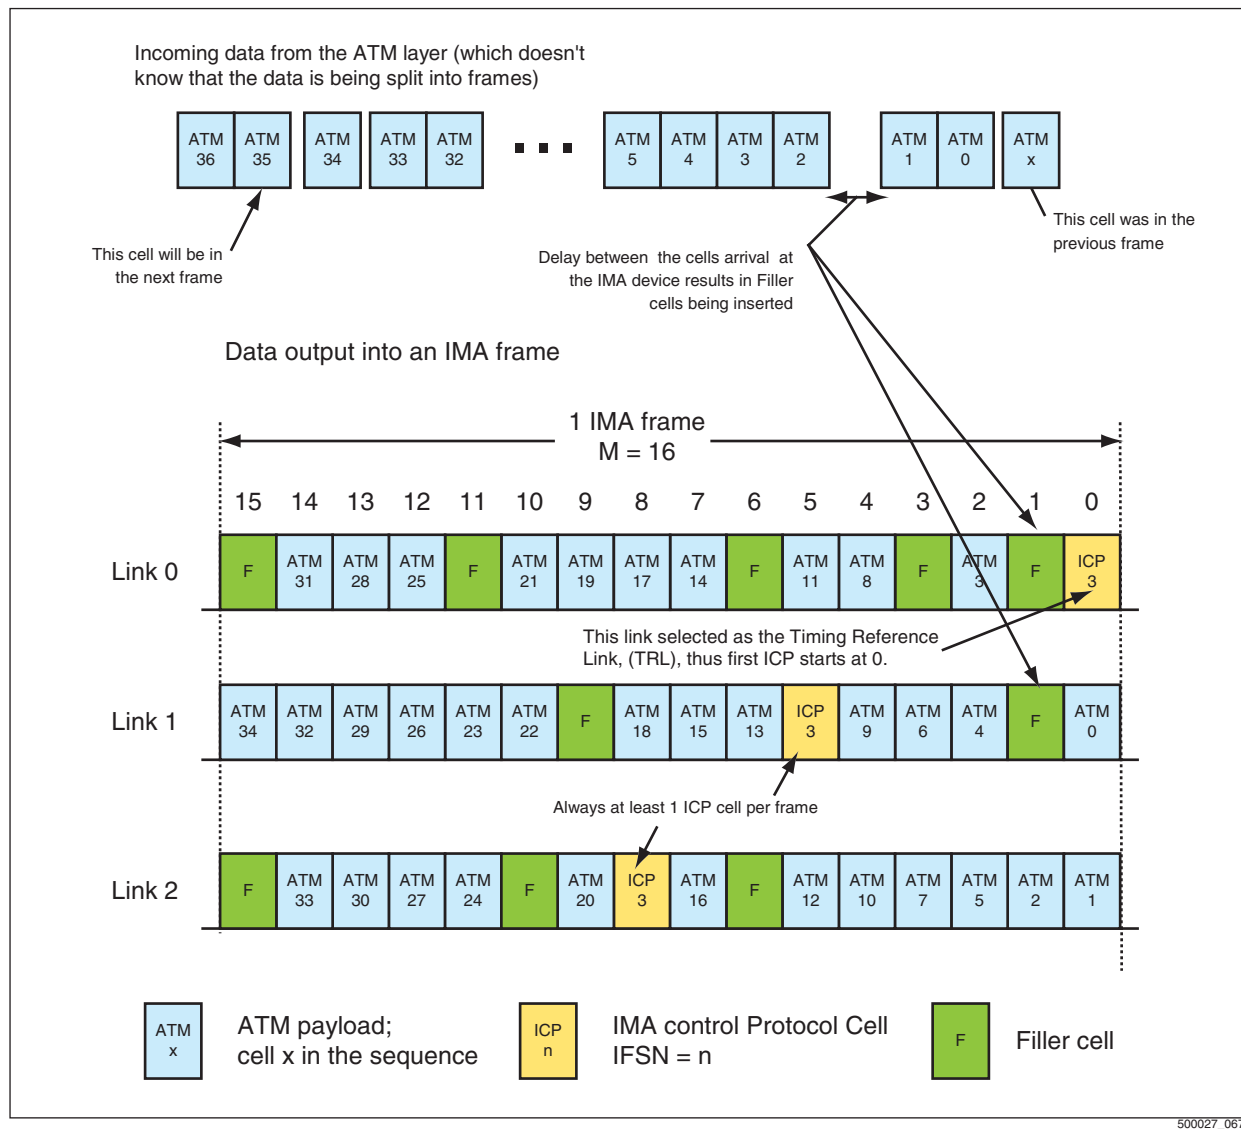 Incoming data from the ATM layer (which doesn't
know that the data is being split into frames)
ATM 36 ATM 35 ATM 34 ATM 33 ATM 32 ATM 5 ATM 4 ATM 3 ATM 2 ATM 1 ATM 0 ATM x
This cell will be in
the next frame
Delay between the cells arrival at
the IMA device results in Filler
cells being inserted
This cell was in the
previous frame
Data output into an IMA frame
1 IMA frame
M = 16
15 14 13 12 11 10 9 8 7 6 5 4 3 2 1 0
Link 0 F ATM 31 ATM 28 ATM 25 F ATM 21 ATM 19 ATM 17 ATM 14 F ATM 11 ATM 8 F ATM 3 F ICP 3
This link selected as the Timing Reference
Link, (TRL), thus first ICP starts at 0.
Link 1 ATM 34 ATM 32 ATM 29 ATM 26 ATM 23 ATM 22 F ATM 18 ATM 15 ATM 13 ICP 3 ATM 9 ATM 6 ATM 4 F ATM 0
Always at least 1 ICP cell per frame
Link 2 F ATM 33 ATM 30 ATM 27 ATM 24 F ATM 20 ICP 3 ATM 16 F ATM 12 ATM 10 ATM 7 ATM 5 ATM 2 ATM 1
ATM x
ATM payload;
cell x in the sequence
ICP n
IMA control Protocol Cell
IFSN = n
F
Filler cell
500027_067